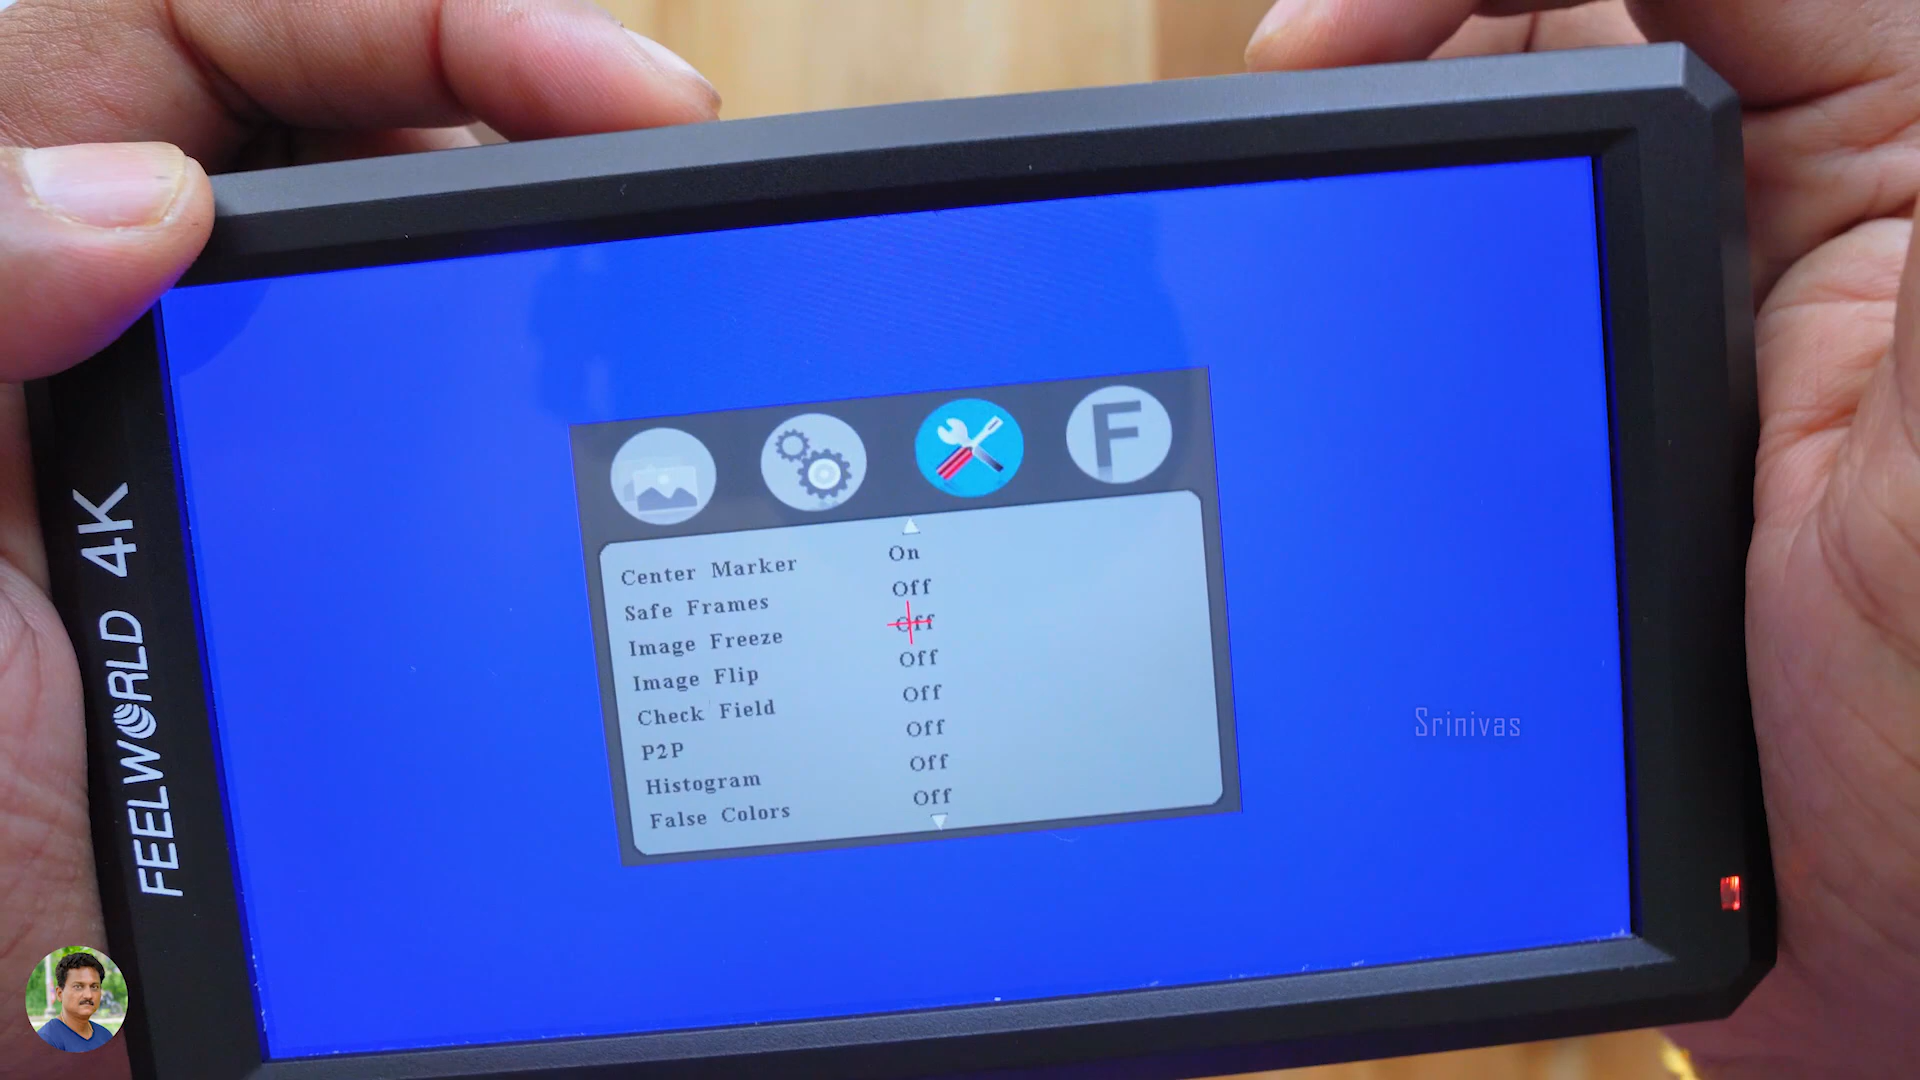 FEELWORLD 4K
F
Center Marker On
Safe Frames Off
Image Freeze Off
Image Flip Off
Check Field Off
P2P Off
Histogram Off
False Colors Off
Srinivas